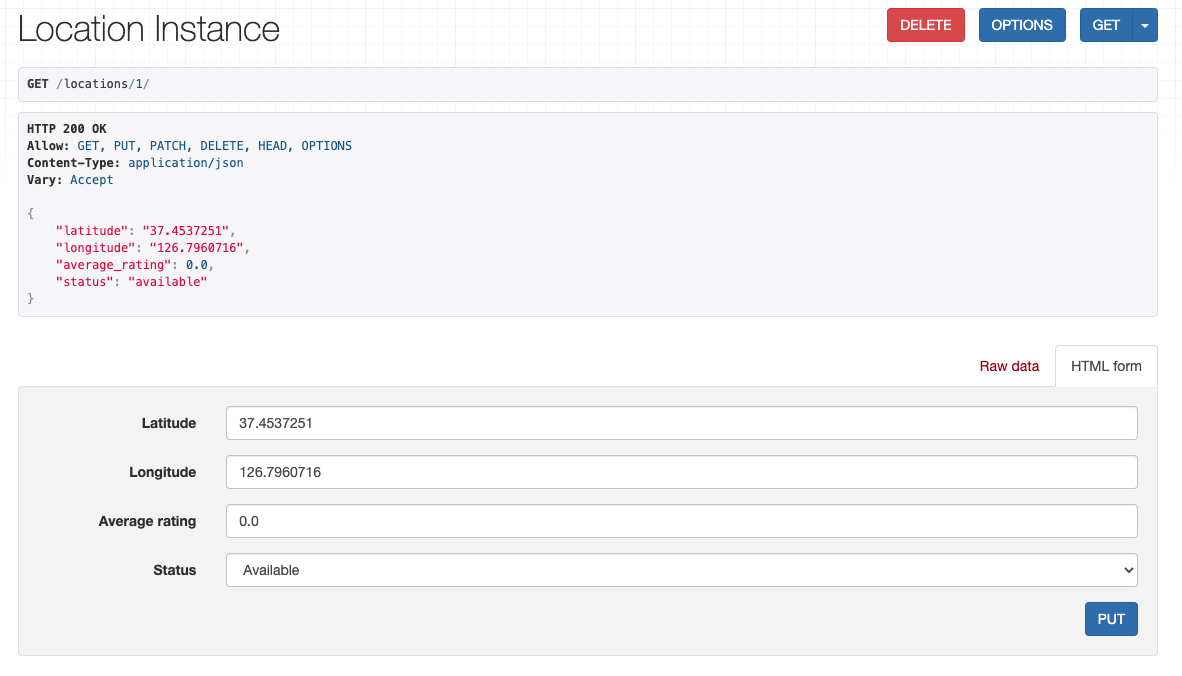 Location Instance
DELETE
OPTIONS
GET
GET /locations/1/
HTTP 200 OK
Allow: GET, PUT, PATCH, DELETE, HEAD, OPTIONS
Content-Type: application/json
Vary: Accept
{
"latitude": "37.4537251",
"longitude": "126.7960716",
"average_rating": 0.0,
"status": "available"
}
Raw data
HTML form
Latitude
37.4537251
Longitude
126.7960716
Average rating
0.0
Status
Available
PUT